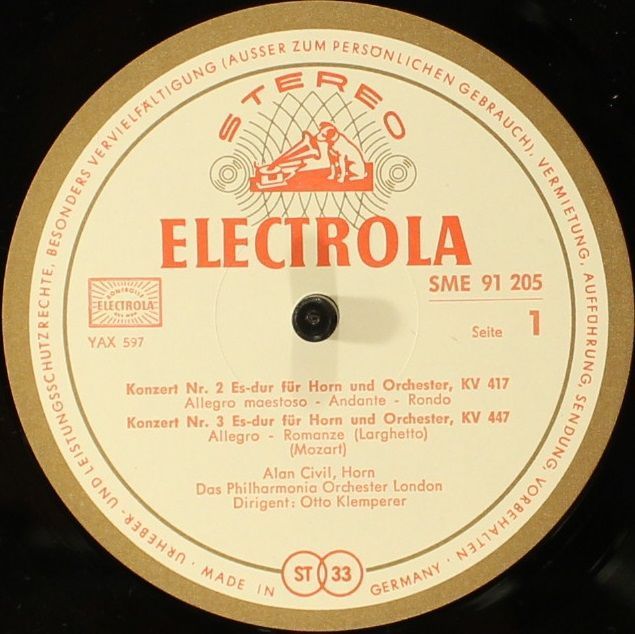 URHEBER- UND LEISTUNGSSCHUTZRECHTE, BESONDERS VERVIELFÄLTIGUNG (AUSSER ZUM PERSÖNLICHEN GEBRAUCH), VERMIETUNG, AUFFÜHRUNG, SENDUNG, VORBEHALTEN ·
STEREO
ELECTROLA
SME 91 205
ELECTROLA
YAX 597
Seite 1
Konzert Nr. 2 Es-dur für Horn und Orchester, KV 417
Allegro maestoso - Andante - Rondo
Konzert Nr. 3 Es-dur für Horn und Orchester, KV 447
Allegro - Romanze (Larghetto)
(Mozart)
Alan Civil, Horn
Das Philharmonia Orchester London
Dirigent: Otto Klemperer
· MADE IN GERMANY ·
ST 33